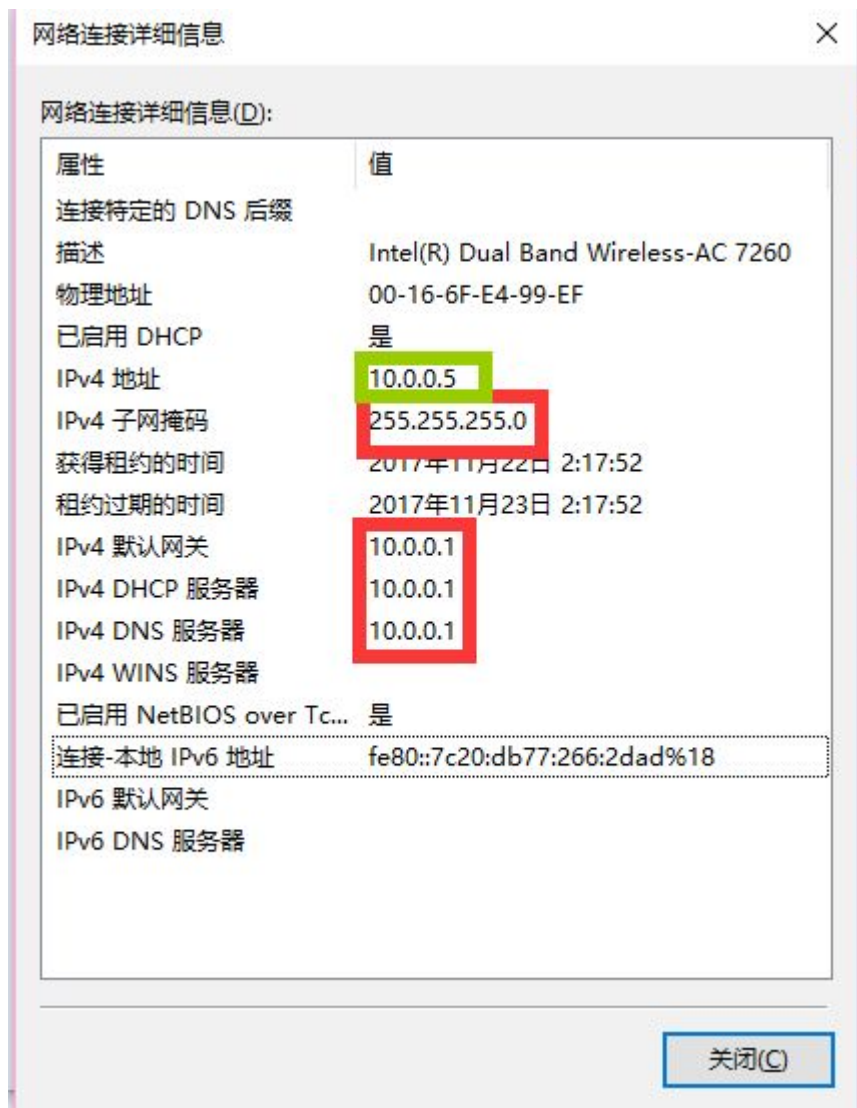 网络连接详细信息
网络连接详细信息(D):
属性 值
连接特定的 DNS 后缀
描述 Intel(R) Dual Band Wireless-AC 7260
物理地址 00-16-6F-E4-99-EF
已启用 DHCP 是
IPv4 地址 10.0.0.5
IPv4 子网掩码 255.255.255.0
获得租约的时间 2017年11月22日 2:17:52
租约过期的时间 2017年11月23日 2:17:52
IPv4 默认网关 10.0.0.1
IPv4 DHCP 服务器 10.0.0.1
IPv4 DNS 服务器 10.0.0.1
IPv4 WINS 服务器
已启用 NetBIOS over Tc... 是
连接-本地 IPv6 地址 fe80::7c20:db77:266:2dad%18
IPv6 默认网关
IPv6 DNS 服务器
关闭(C)